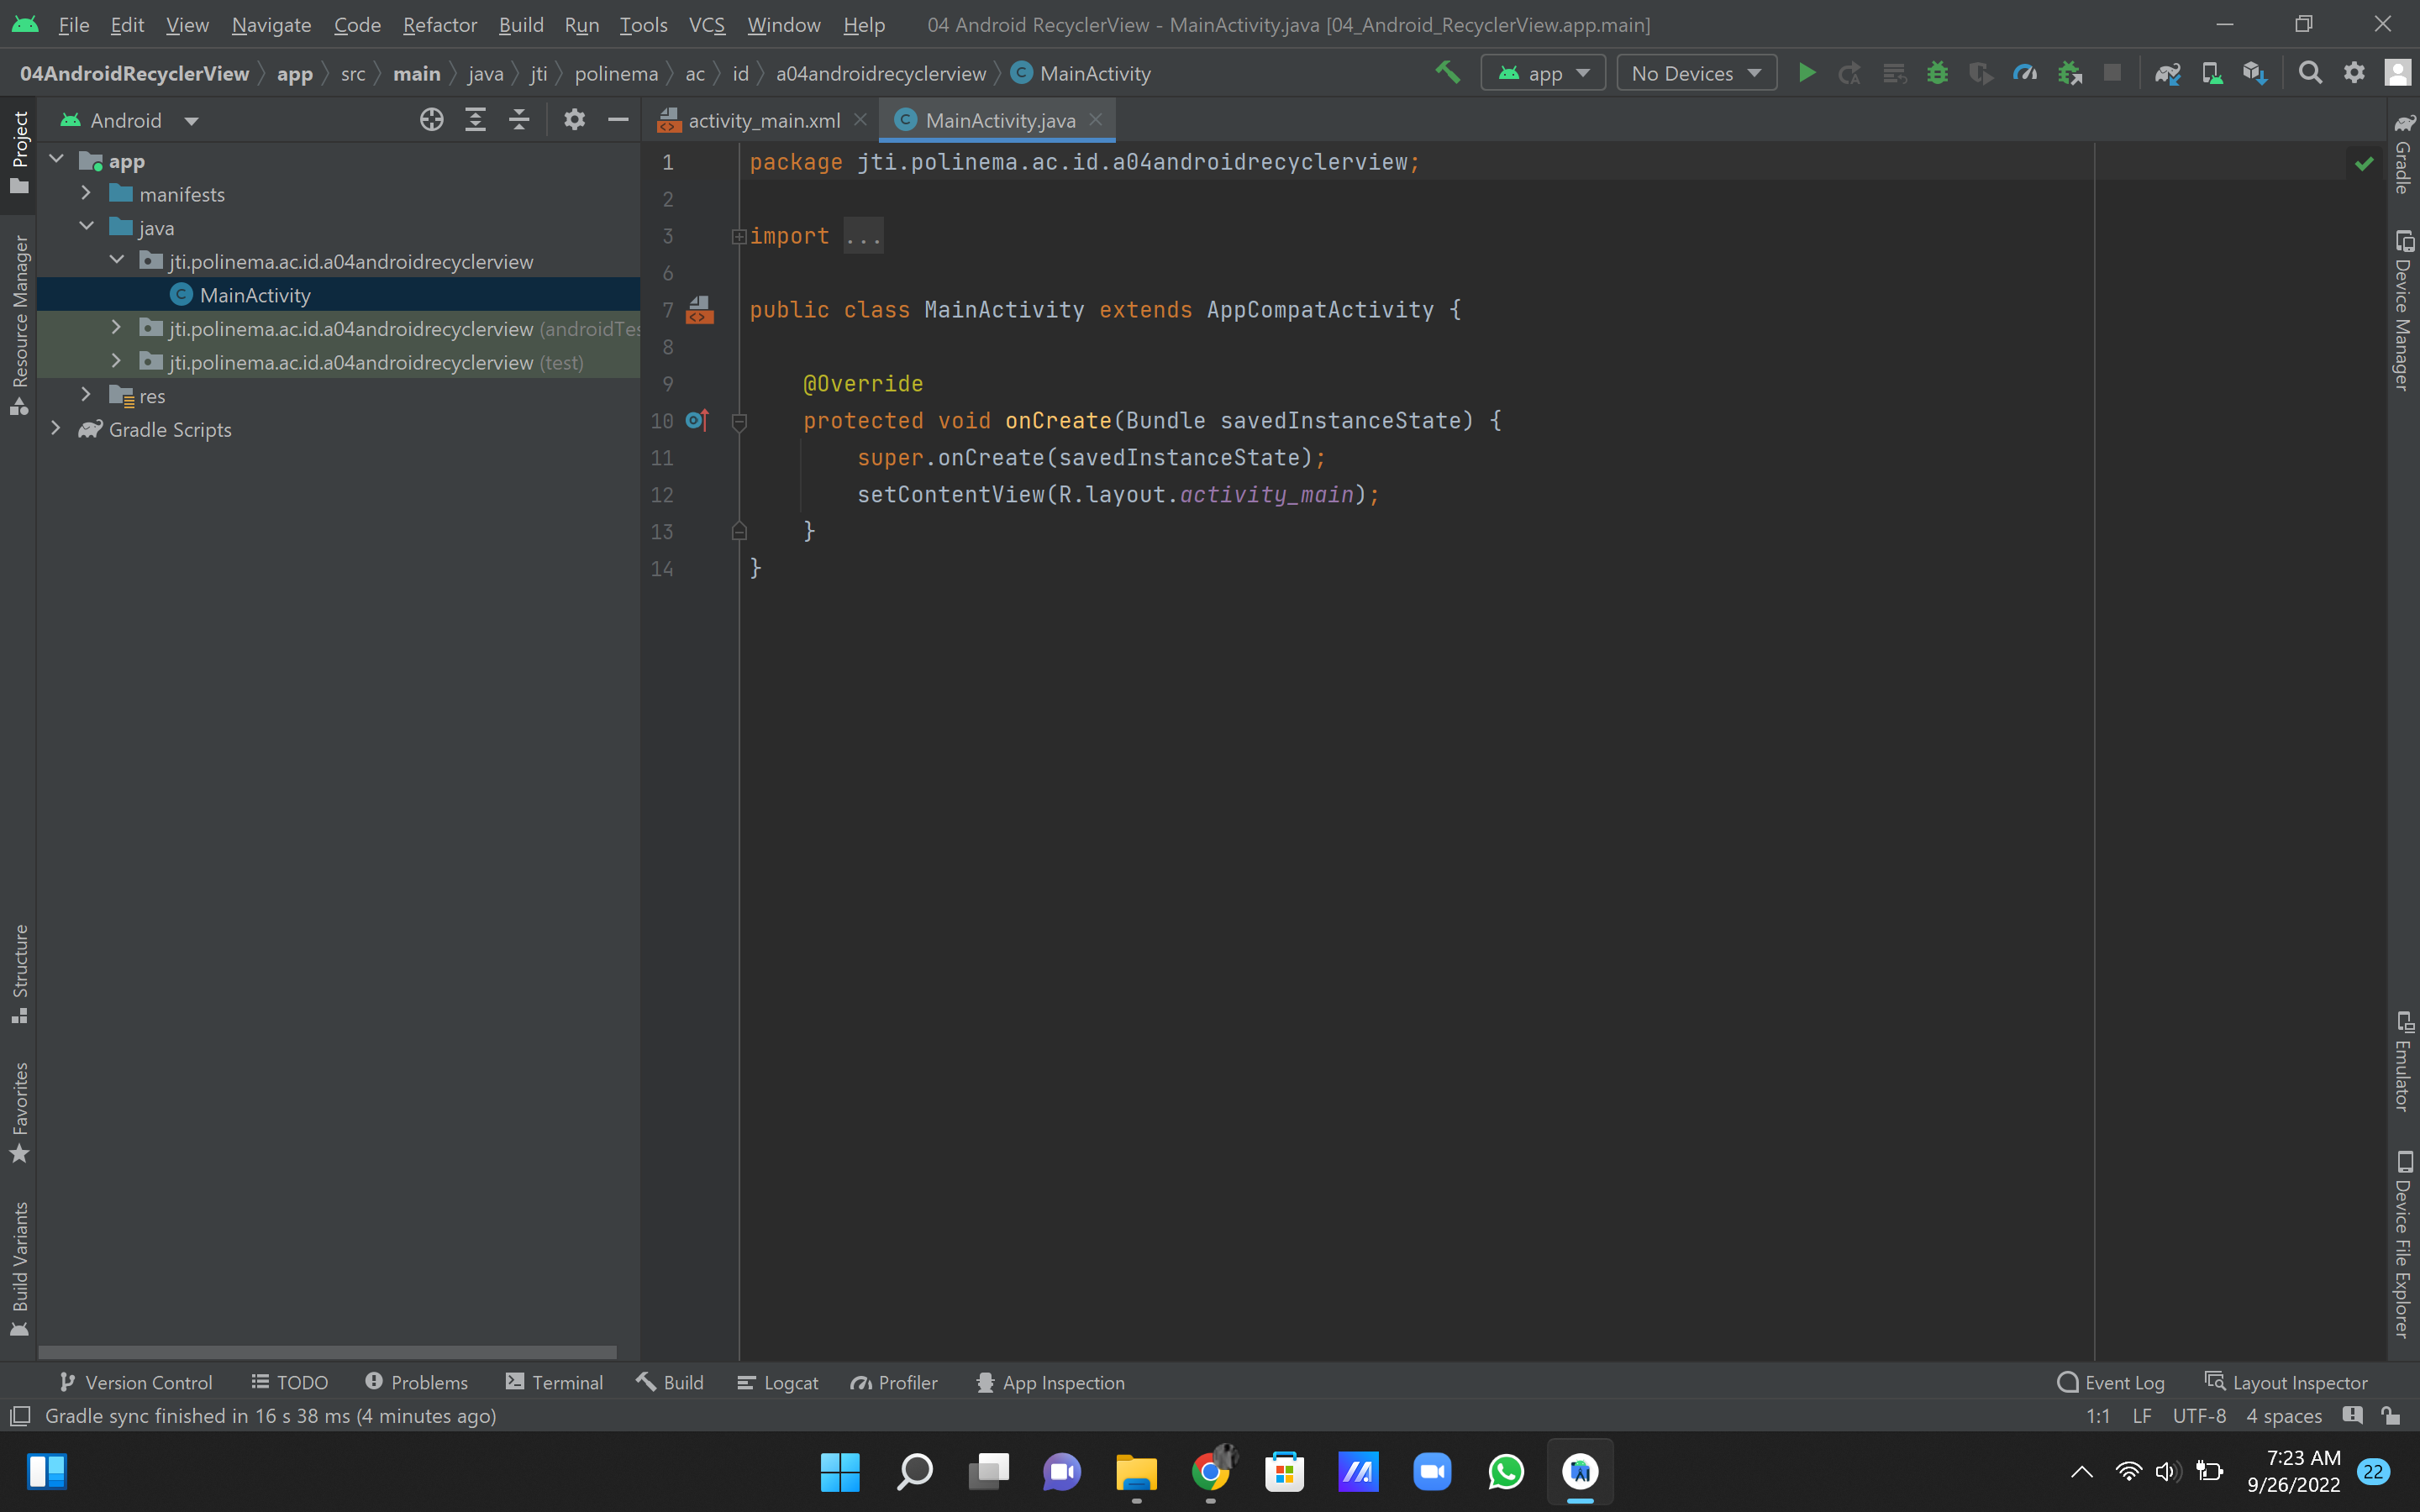 File Edit View Navigate Code Refactor Build Run Tools VCS Window Help 04 Android RecyclerView - MainActivity.java [04_Android_RecyclerView.app.main]
04AndroidRecyclerView app src main java jti polinema ac id a04androidrecyclerview MainActivity app No Devices
Android
activity_main.xml MainActivity.java
Project
Resource Manager
Structure
Favorites
Build Variants
app
manifests
java
jti.polinema.ac.id.a04androidrecyclerview
MainActivity
jti.polinema.ac.id.a04androidrecyclerview (androidTes
jti.polinema.ac.id.a04androidrecyclerview (test)
res
Gradle Scripts
1 package jti.polinema.ac.id.a04androidrecyclerview;
2
3 import ...
6
7 public class MainActivity extends AppCompatActivity {
8
9 @Override
10 protected void onCreate(Bundle savedInstanceState) {
11 super.onCreate(savedInstanceState);
12 setContentView(R.layout.activity_main);
13 }
14 }
Gradle
Device Manager
Emulator
Device File Explorer
Version Control TODO Problems Terminal Build Logcat Profiler App Inspection Event Log Layout Inspector
Gradle sync finished in 16 s 38 ms (4 minutes ago) 1:1 LF UTF-8 4 spaces
7:23 AM
9/26/2022 22